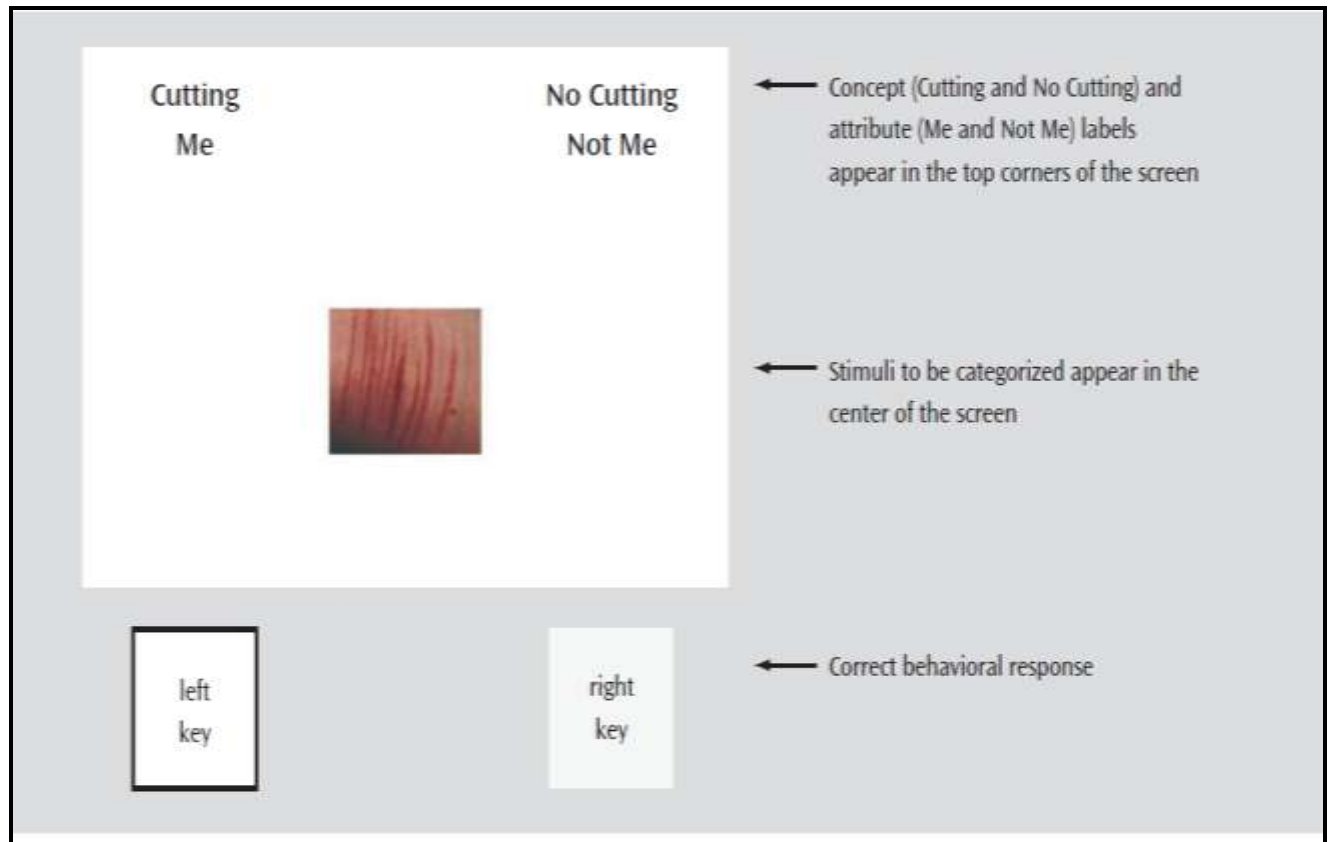 Cutting
Me
No Cutting
Not Me
Concept (Cutting and No Cutting) and
attribute (Me and Not Me) labels
appear in the top corners of the screen
Stimuli to be categorized appear in the
center of the screen
left
key
right
key
Correct behavioral response